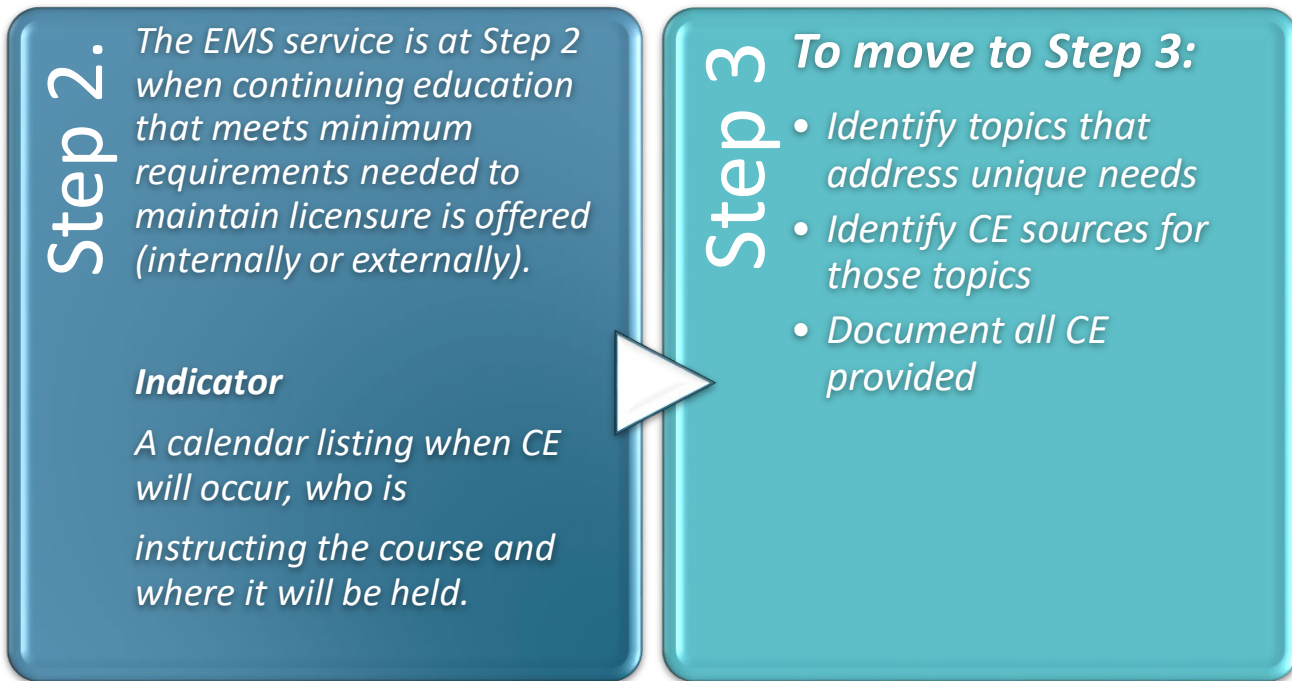 Step 2.
The EMS service is at Step 2
when continuing education
that meets minimum
requirements needed to
maintain licensure is offered
(internally or externally).
Indicator
A calendar listing when CE
will occur, who is
instructing the course and
where it will be held.
Step 3
To move to Step 3:
• Identify topics that
address unique needs
• Identify CE sources for
those topics
• Document all CE
provided